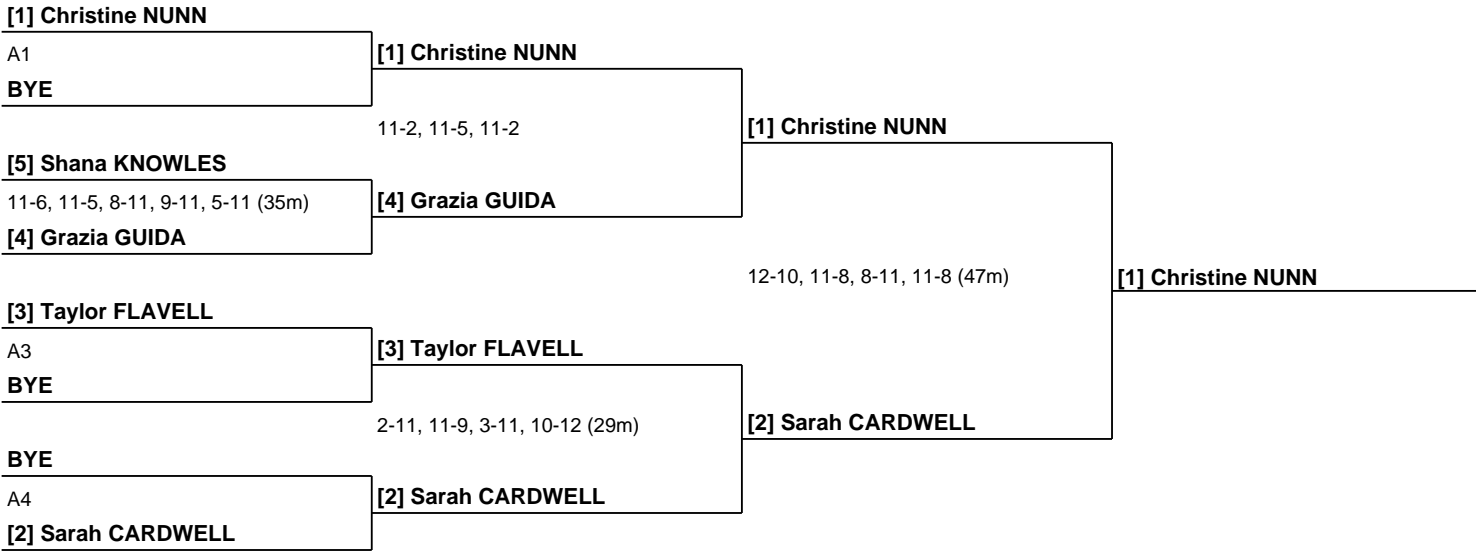 [1] Christine NUNN
A1
BYE
[5] Shana KNOWLES
11-6, 11-5, 8-11, 9-11, 5-11 (35m)
[4] Grazia GUIDA
[3] Taylor FLAVELL
A3
BYE
BYE
A4
[2] Sarah CARDWELL
[1] Christine NUNN
11-2, 11-5, 11-2
[4] Grazia GUIDA
[3] Taylor FLAVELL
2-11, 11-9, 3-11, 10-12 (29m)
[2] Sarah CARDWELL
[1] Christine NUNN
12-10, 11-8, 8-11, 11-8 (47m)
[2] Sarah CARDWELL
[1] Christine NUNN